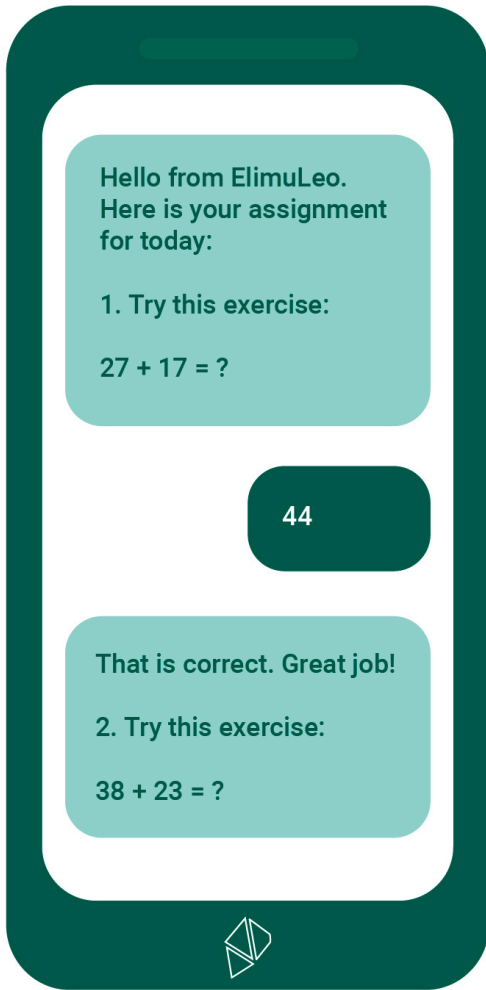 Hello from ElimuLeo.
Here is your assignment
for today:
1. Try this exercise:
27 + 17 = ?
44
That is correct. Great job!
2. Try this exercise:
38 + 23 = ?